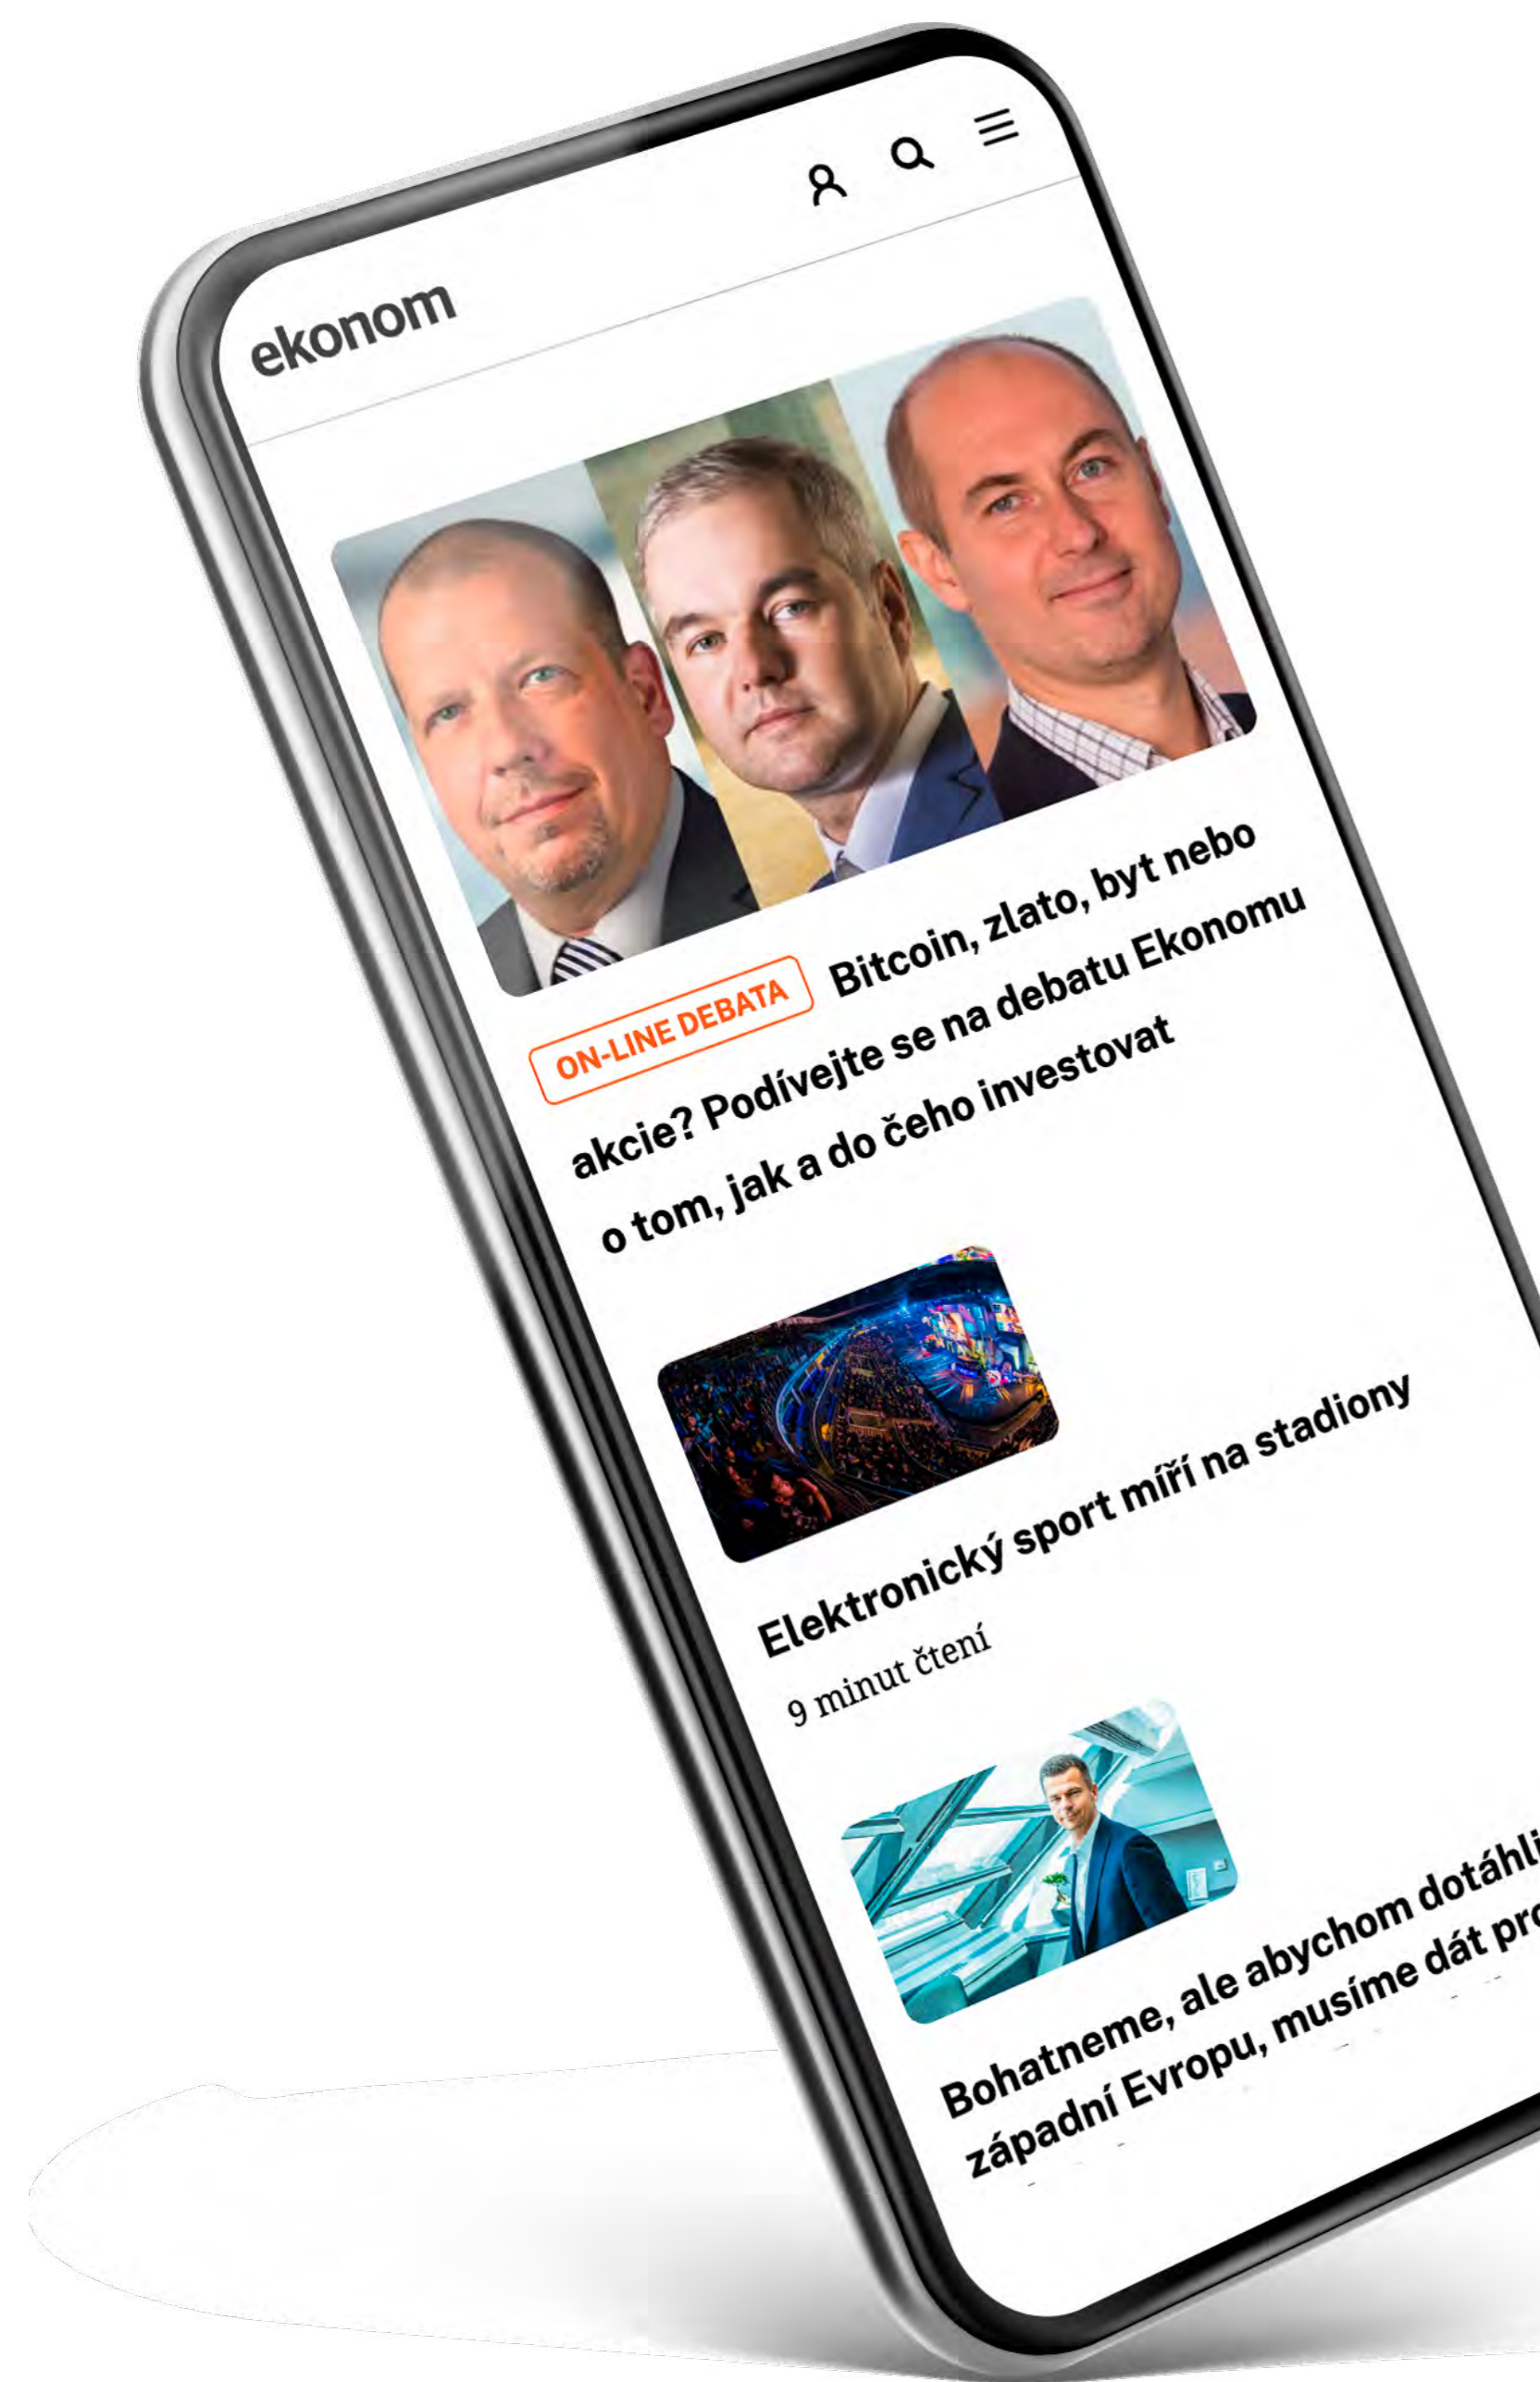 ekonom
ON-LINE DEBATA Bitcoin, zlato, byt nebo
akcie? Podívejte se na debatu Ekonomu
o tom, jak a do čeho investovat
Elektronický sport míří na stadiony
9 minut čtení
Bohatneme, ale abychom dotáhli
západní Evropu, musíme dát